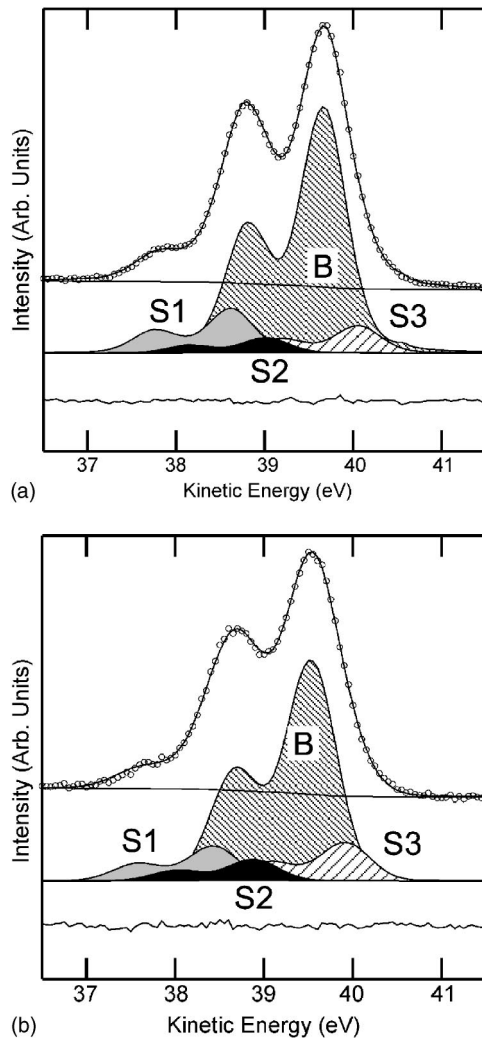 Intensity (Arb. Units)
B
S1
S3
S2
37 38 39 40 41
(a)
Kinetic Energy (eV)
Intensity (Arb. Units)
B
S1
S3
S2
37 38 39 40 41
(b)
Kinetic Energy (eV)